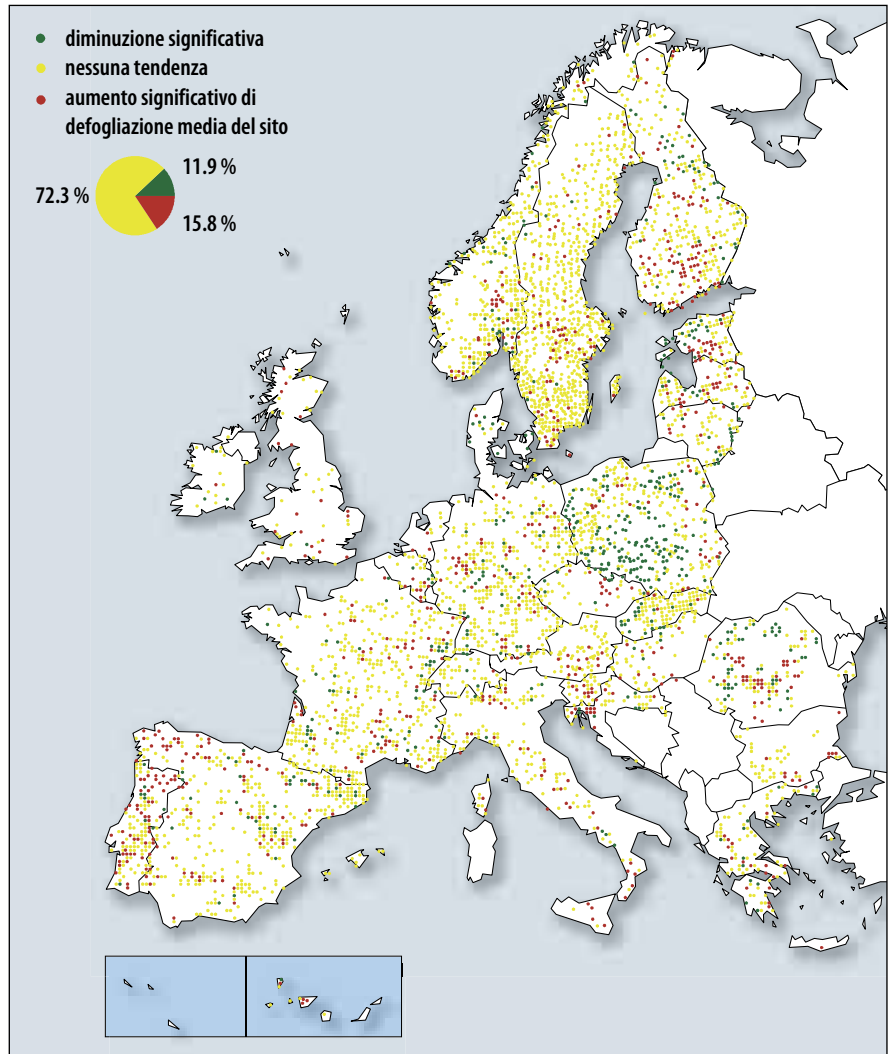 diminuzione significativa
nessuna tendenza
aumento significativo di
defogliazione media del sito
11.9 %
72.3 %
15.8 %